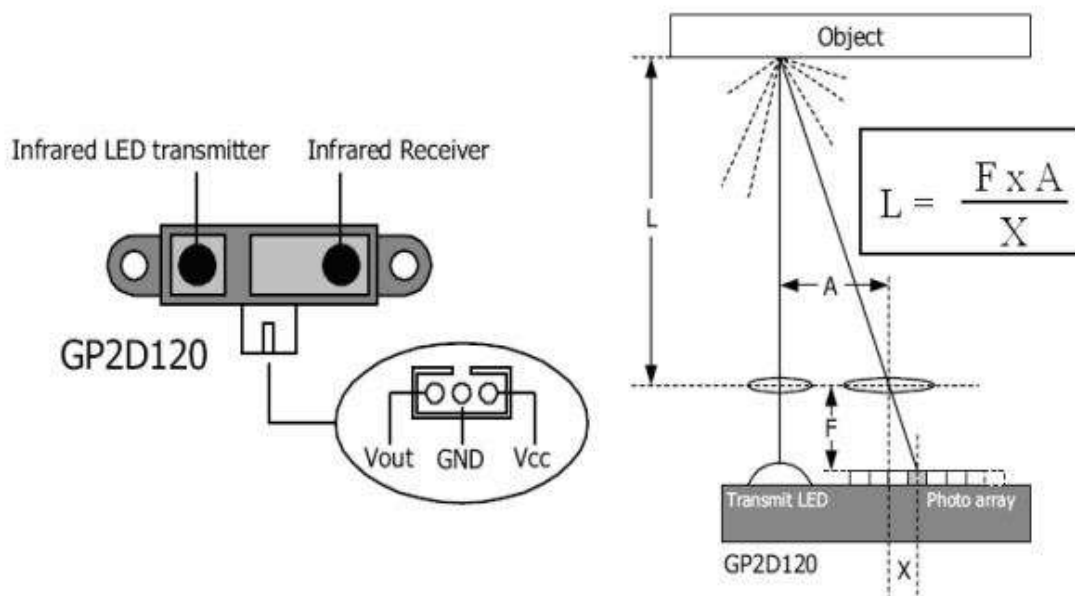 Infrared LED transmitter
Infrared Receiver
GP2D120
Vout
GND
Vcc
Object
L
L = F x A
X
A
F
Transmit LED
Photo array
GP2D120
X